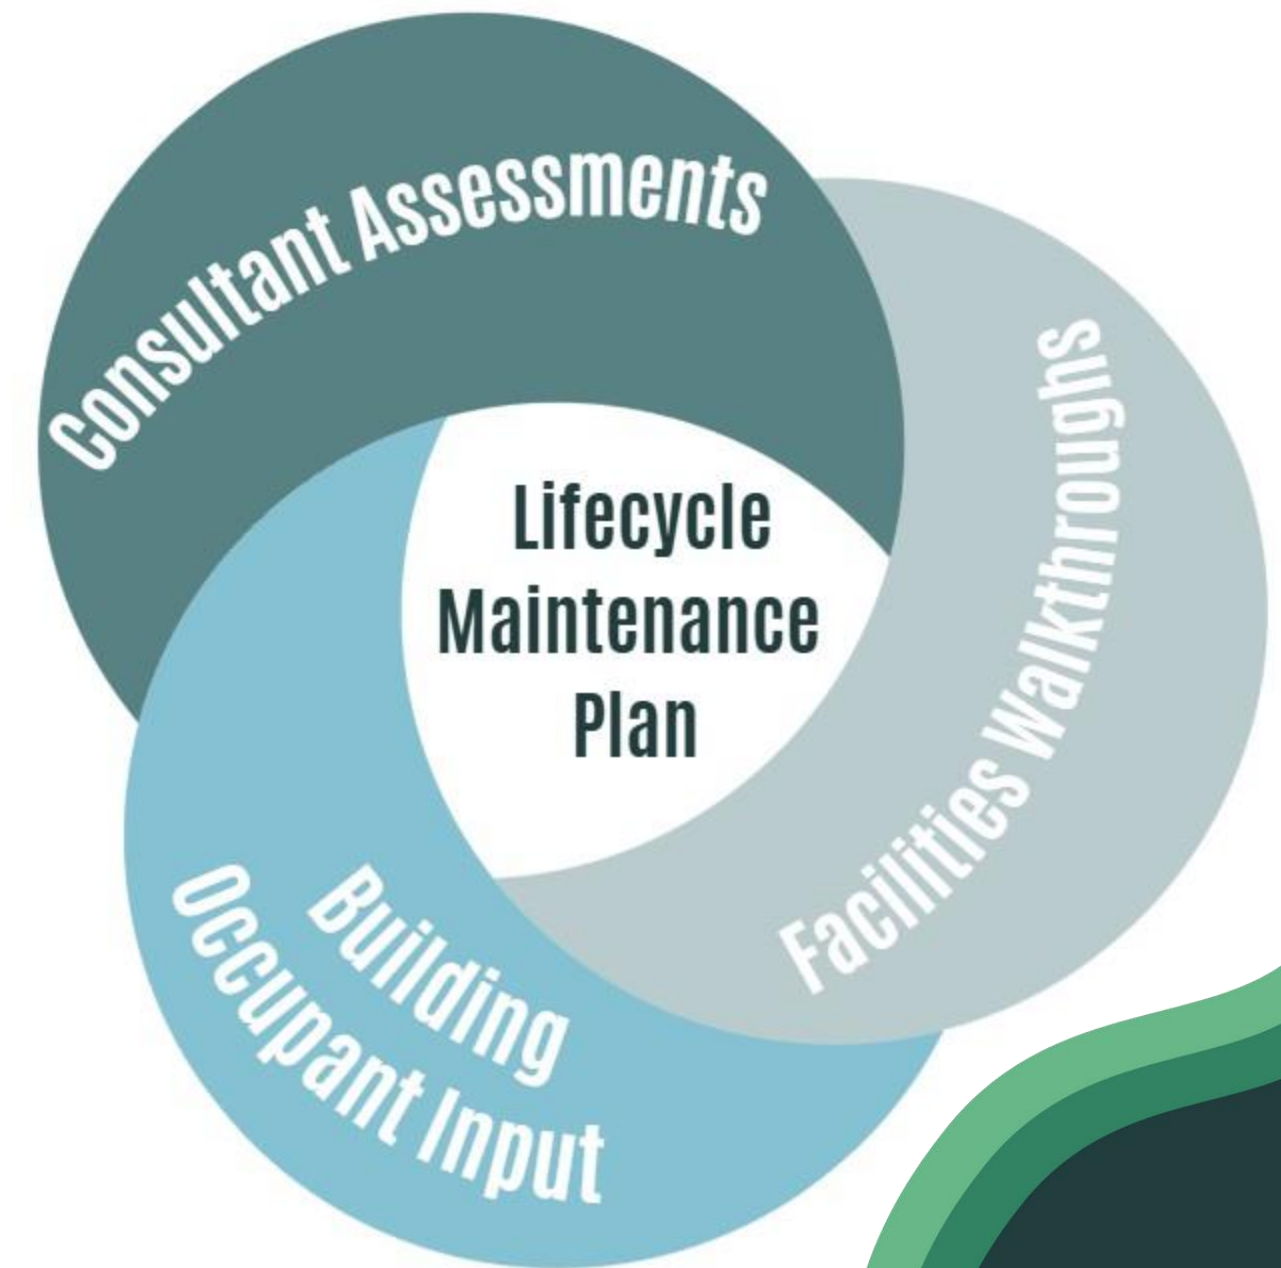 Consultant Assessments
Facilities Walkthroughs
Lifecycle
Maintenance
Plan
Building
Occupant Input